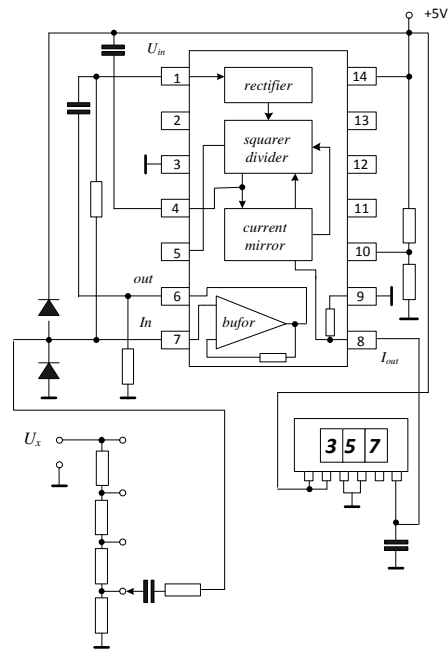 +5V
U_in
1
rectifier
14
2
13
squarer
divider
3
12
4
11
current
mirror
5
10
out
6
9
In
bufor
7
8
I_out
3 5 7
U_x